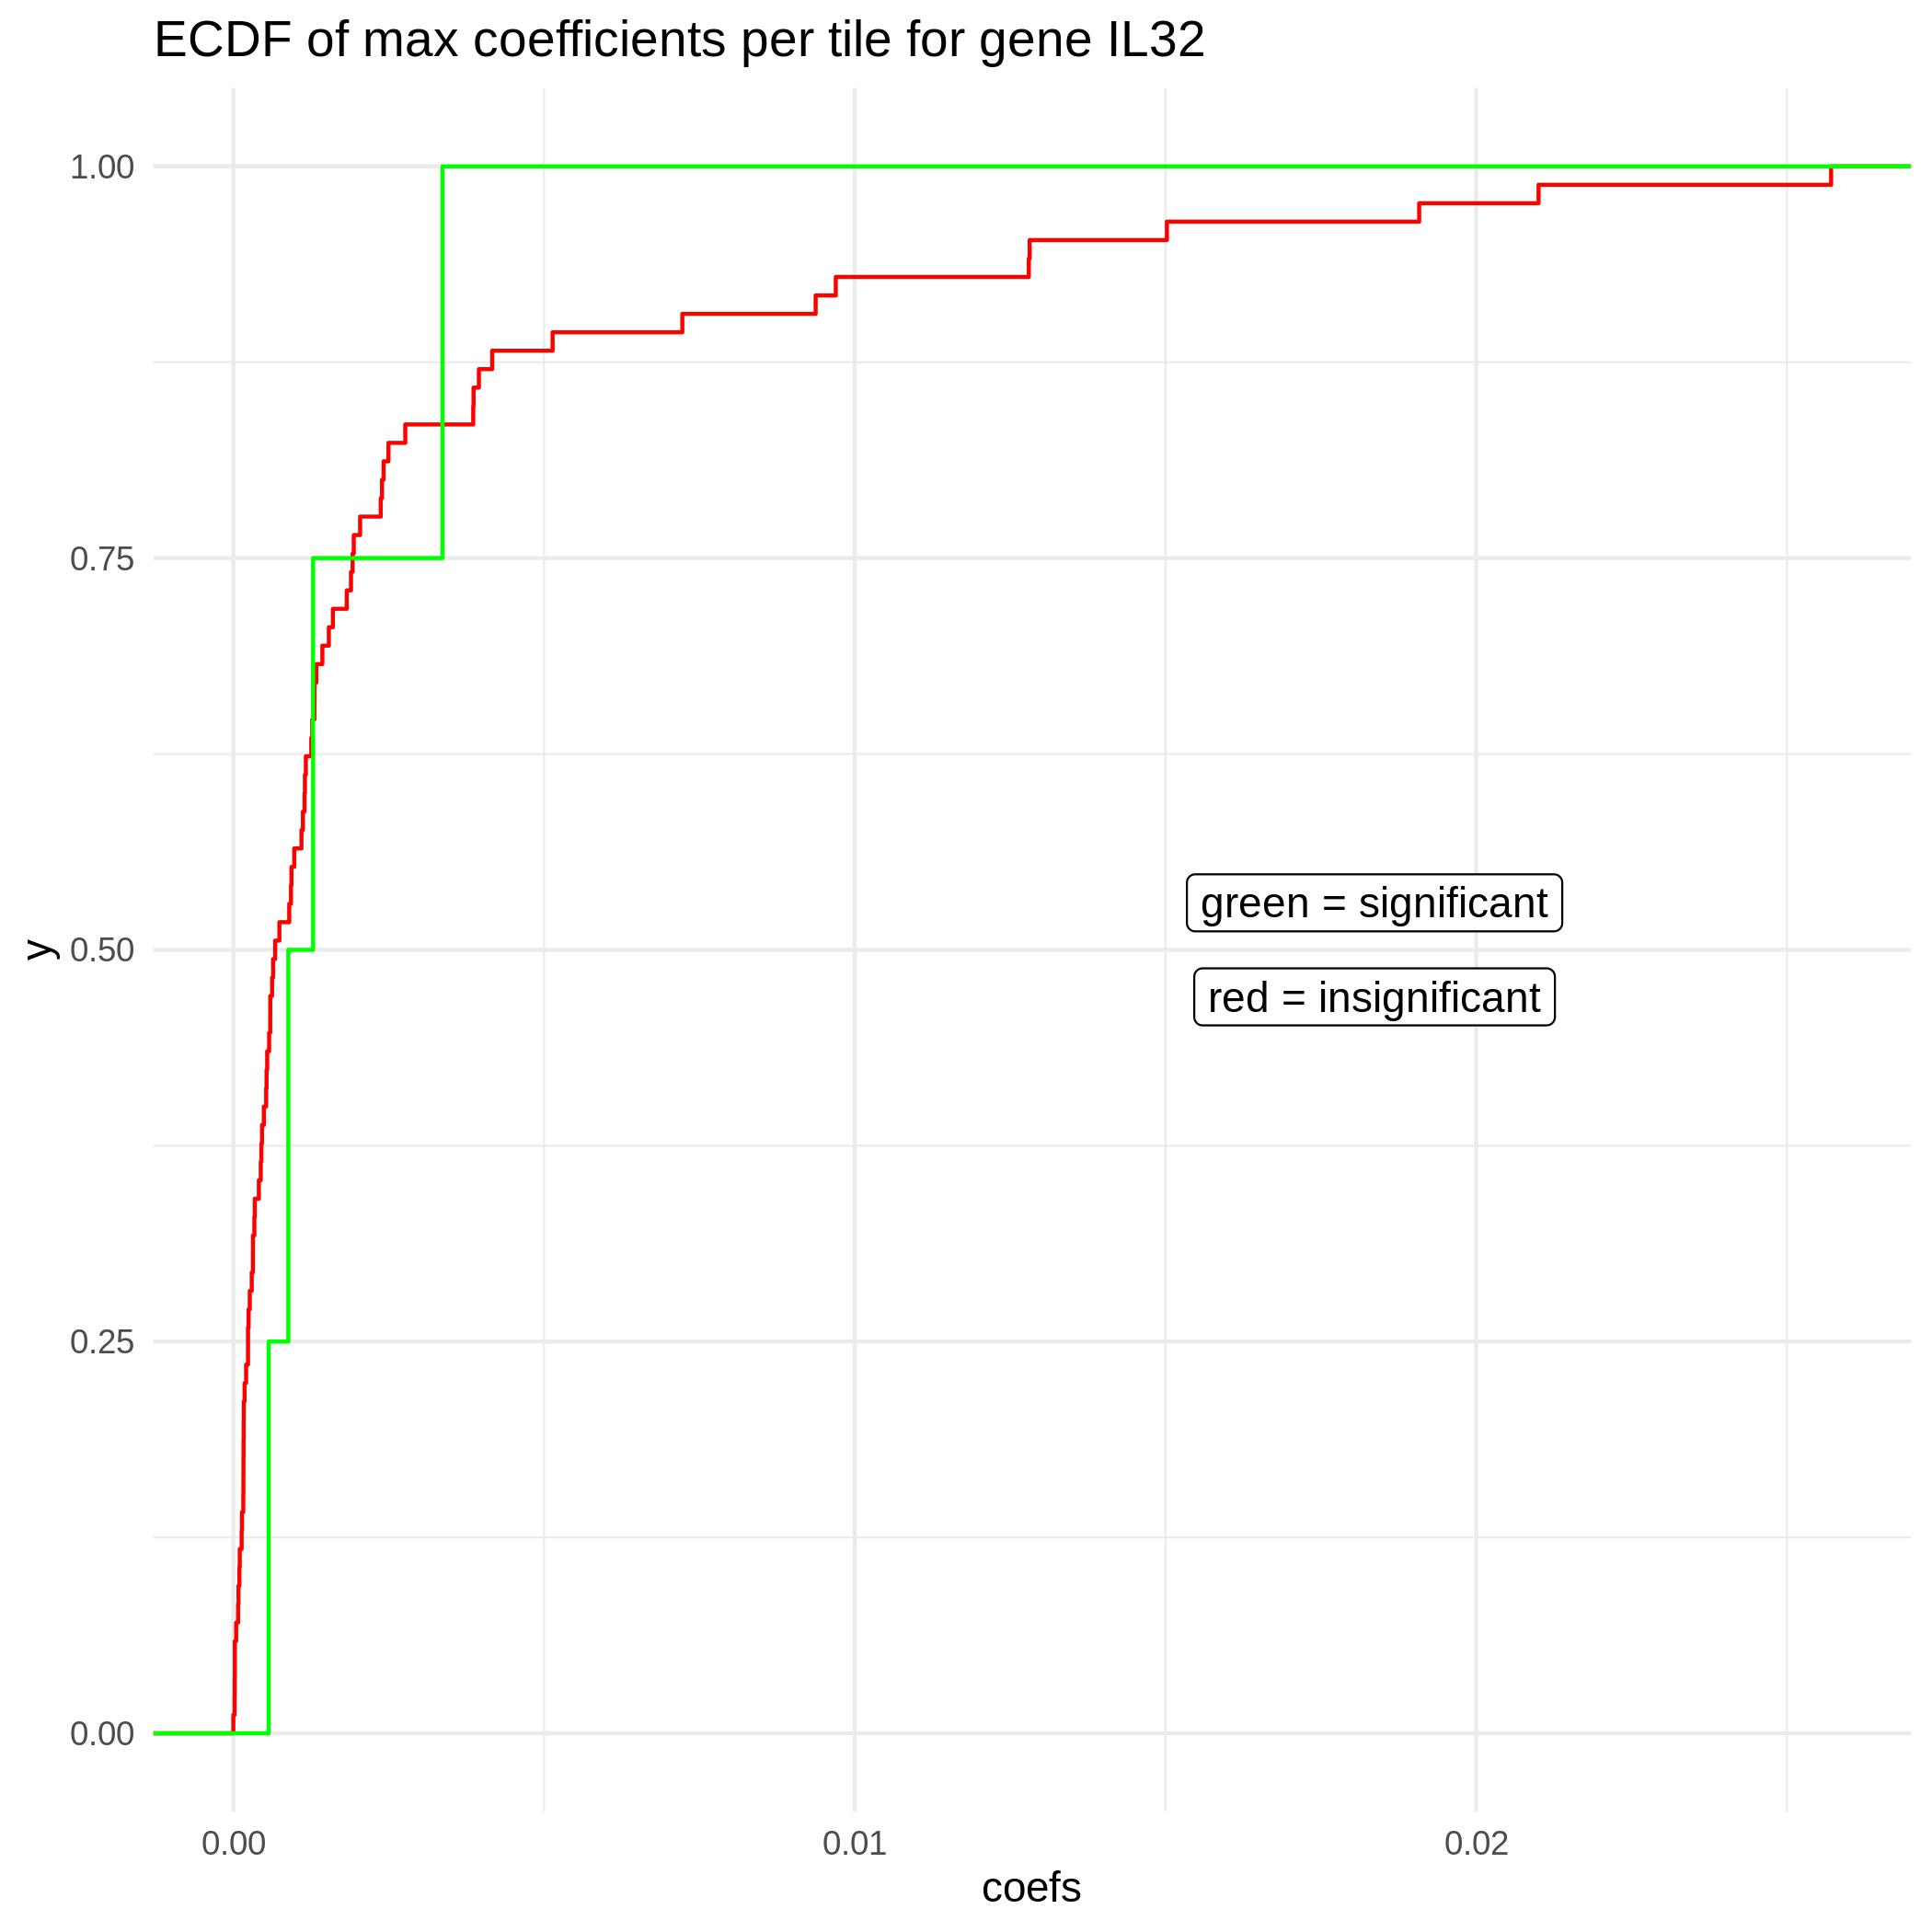 ECDF of max coefficients per tile for gene IL32
1.00
0.75
0.50
0.25
0.00
y
green = significant
red = insignificant
0.00 0.01 0.02
coefs